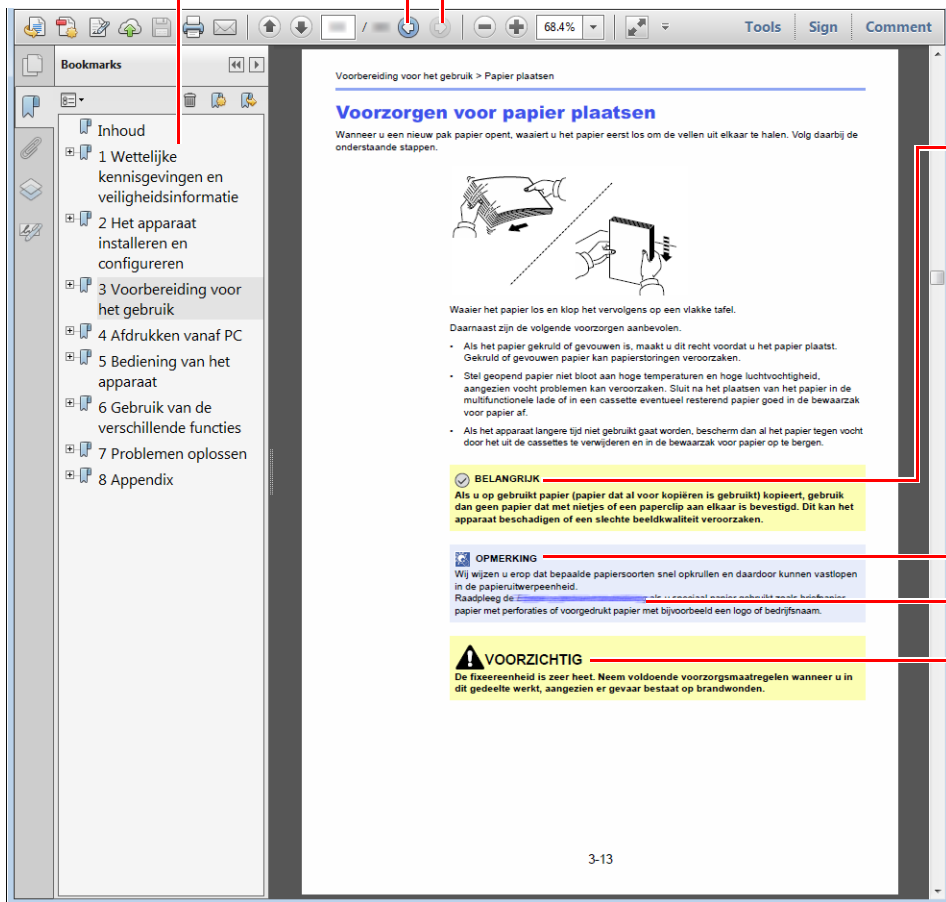 /
68.4%
Tools
Sign
Comment
Bookmarks
Inhoud
1 Wettelijke
kennisgevingen en
veiligheidsinformatie
2 Het apparaat
installeren en
configureren
3 Voorbereiding voor
het gebruik
4 Afdrukken vanaf PC
5 Bediening van het
apparaat
6 Gebruik van de
verschillende functies
7 Problemen oplossen
8 Appendix
Voorbereiding voor het gebruik > Papier plaatsen
Voorzorgen voor papier plaatsen
Wanneer u een nieuw pak papier opent, waaiert u het papier eerst los om de vellen uit elkaar te halen. Volg daarbij de
onderstaande stappen.
Waaier het papier los en klop het vervolgens op een vlakke tafel.
Daarnaast zijn de volgende voorzorgen aanbevolen.
• Als het papier gekruld of gevouwen is, maakt u dit recht voordat u het papier plaatst.
Gekruld of gevouwen papier kan papierstoringen veroorzaken.
• Stel geopend papier niet bloot aan hoge temperaturen en hoge luchtvochtigheid,
aangezien vocht problemen kan veroorzaken. Sluit na het plaatsen van het papier in de
multifunctionele lade of in een cassette eventueel resterend papier goed in de bewaarzak
voor papier af.
• Als het apparaat langere tijd niet gebruikt gaat worden, bescherm dan al het papier tegen vocht
door het uit de cassettes te verwijderen en in de bewaarzak voor papier op te bergen.
BELANGRIJK
Als u op gebruikt papier (papier dat al voor kopiëren is gebruikt) kopieert, gebruik
dan geen papier dat met nietjes of een paperclip aan elkaar is bevestigd. Dit kan het
apparaat beschadigen of een slechte beeldkwaliteit veroorzaken.
OPMERKING
Wij wijzen u erop dat bepaalde papiersoorten snel opkrullen en daardoor kunnen vastlopen
in de papieruitwerpeenheid.
Raadpleeg de als u speciaal papier gebruikt zoals briefpapier,
papier met perforaties of voorgedrukt papier met bijvoorbeeld een logo of bedrijfsnaam.
VOORZICHTIG
De fixeereenheid is zeer heet. Neem voldoende voorzorgsmaatregelen wanneer u in
dit gedeelte werkt, aangezien er gevaar bestaat op brandwonden.
3-13